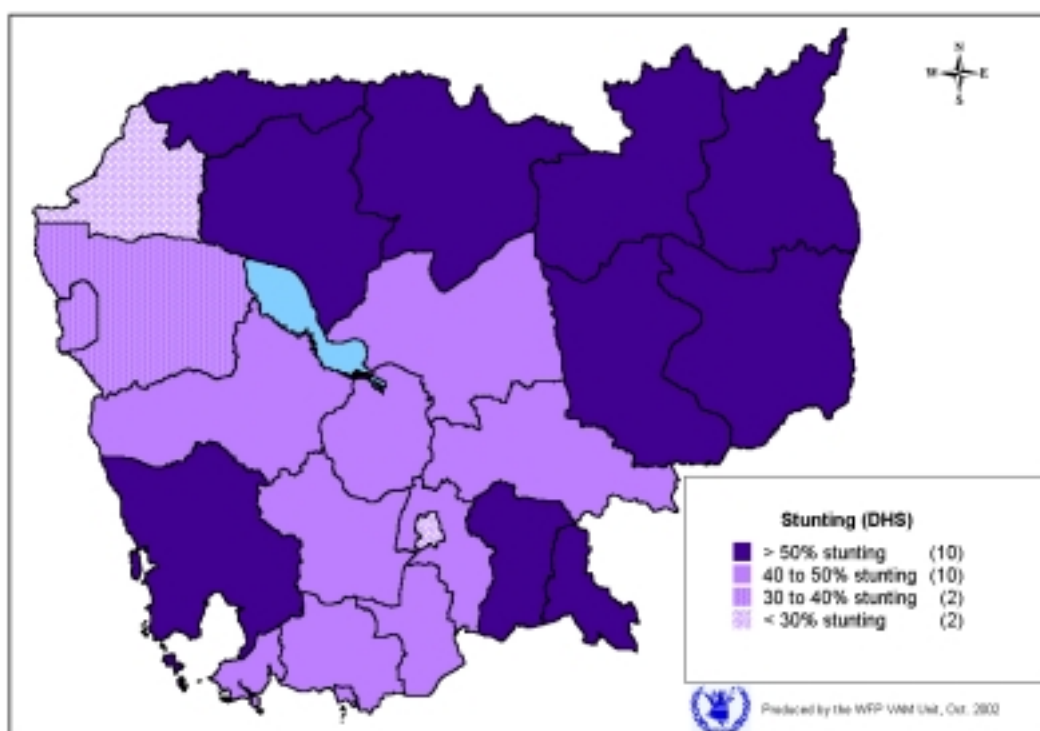 N
W E
S
Stunting (DHS)
> 50% stunting (10)
40 to 50% stunting (10)
30 to 40% stunting (2)
< 30% stunting (2)
Produced by the WFP VAM Unit, Oct. 2002